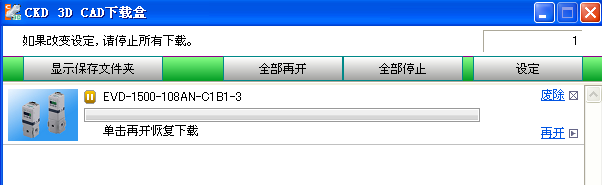 CKD 3D CAD下载盒
如果改变设定, 请停止所有下载。
1
显示保存文件夹 全部再开 全部停止 设定
EVD-1500-108AN-C1B1-3 废除
单击再开恢复下载 再开